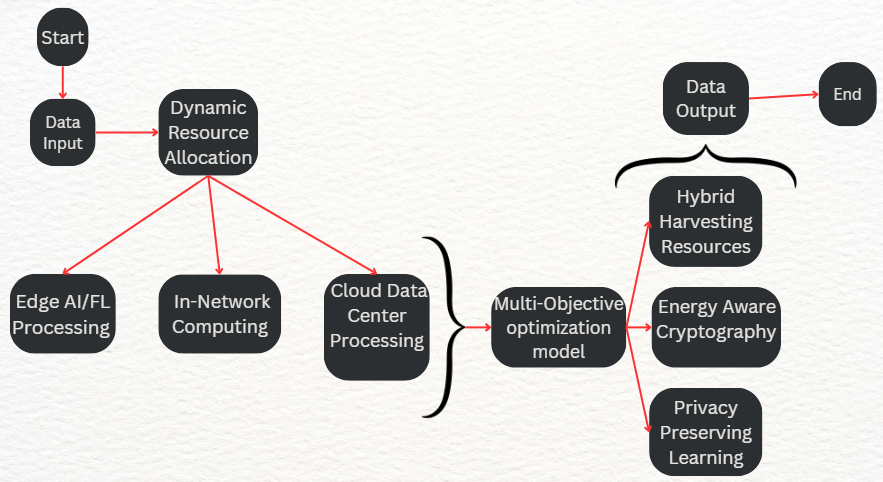 Start
Data
Input
Dynamic
Resource
Allocation
Edge AI/FL
Processing
In-Network
Computing
Cloud Data
Center
Processing
Multi-Objective
optimization
model
Hybrid
Harvesting
Resources
Energy Aware
Cryptography
Privacy
Preserving
Learning
Data
Output
End